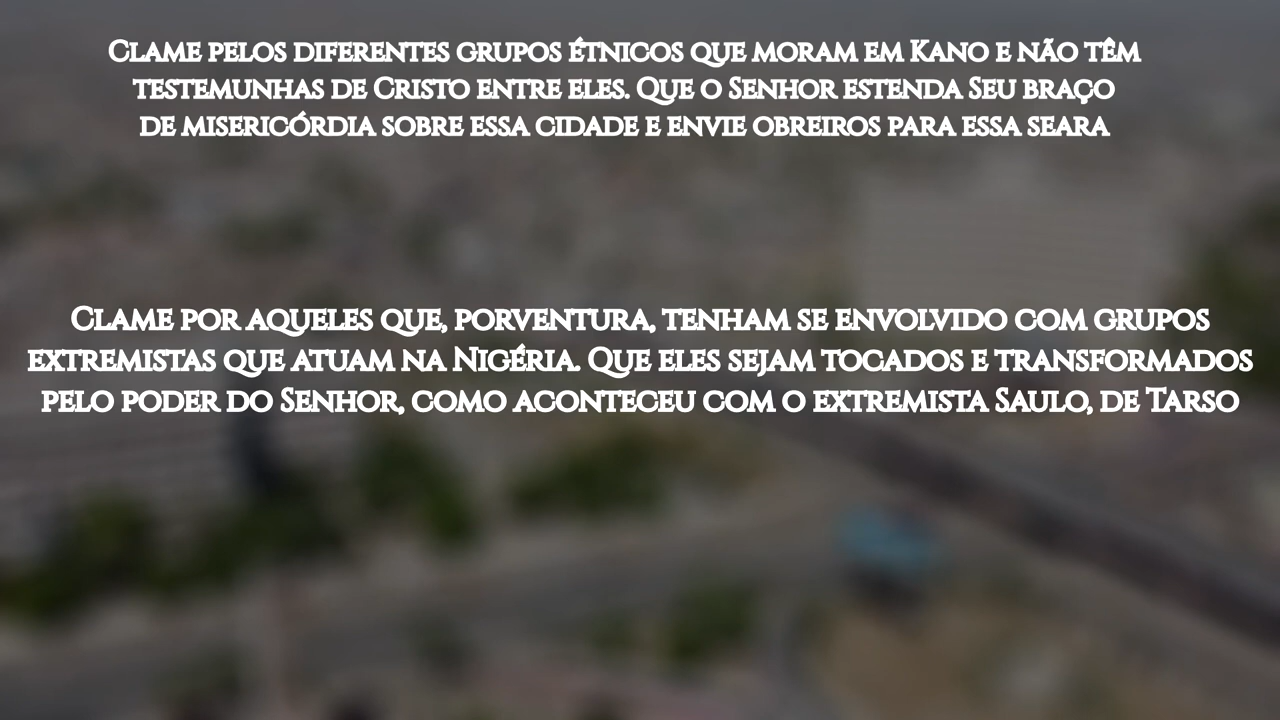 Clame pelos diferentes grupos étnicos que moram em Kano e não têm
testemunhas de Cristo entre eles. Que o Senhor estenda Seu braço
de misericórdia sobre essa cidade e envie obreiros para essa seara
Clame por aqueles que, porventura, tenham se envolvido com grupos
extremistas que atuam na Nigéria. Que eles sejam tocados e transformados
pelo poder do Senhor, como aconteceu com o extremista Saulo, de Tarso